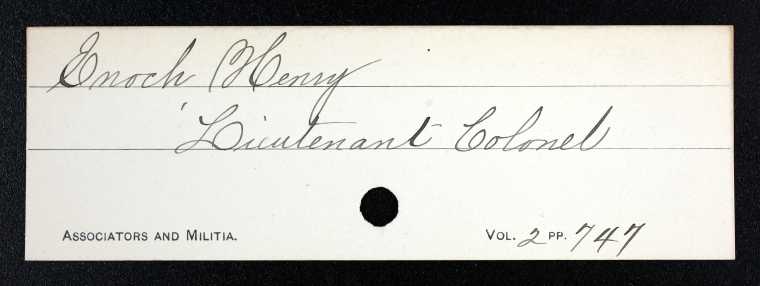 Enoch Henry
Lieutenant Colonel
ASSOCIATORS AND MILITIA. VOL. 2 PP. 747